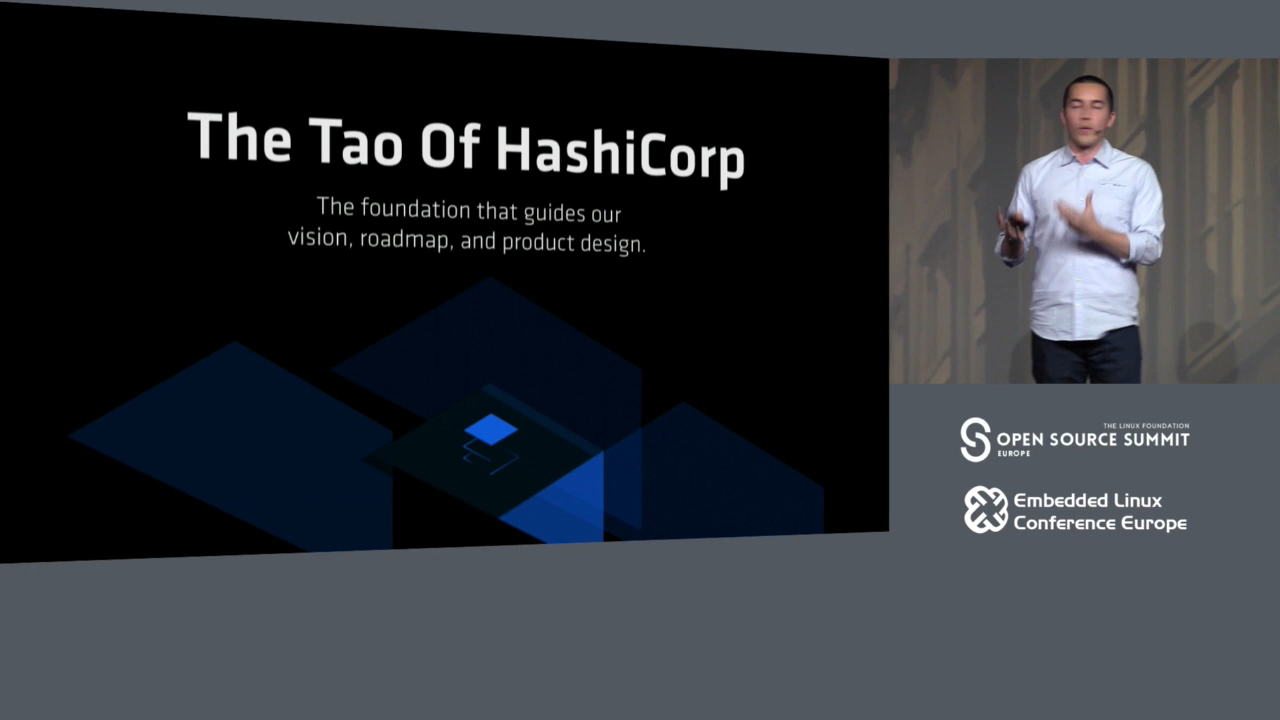 The Tao Of HashiCorp
The foundation that guides our
vision, roadmap, and product design.
THE LINUX FOUNDATION
OPEN SOURCE SUMMIT
EUROPE
Embedded Linux
Conference Europe